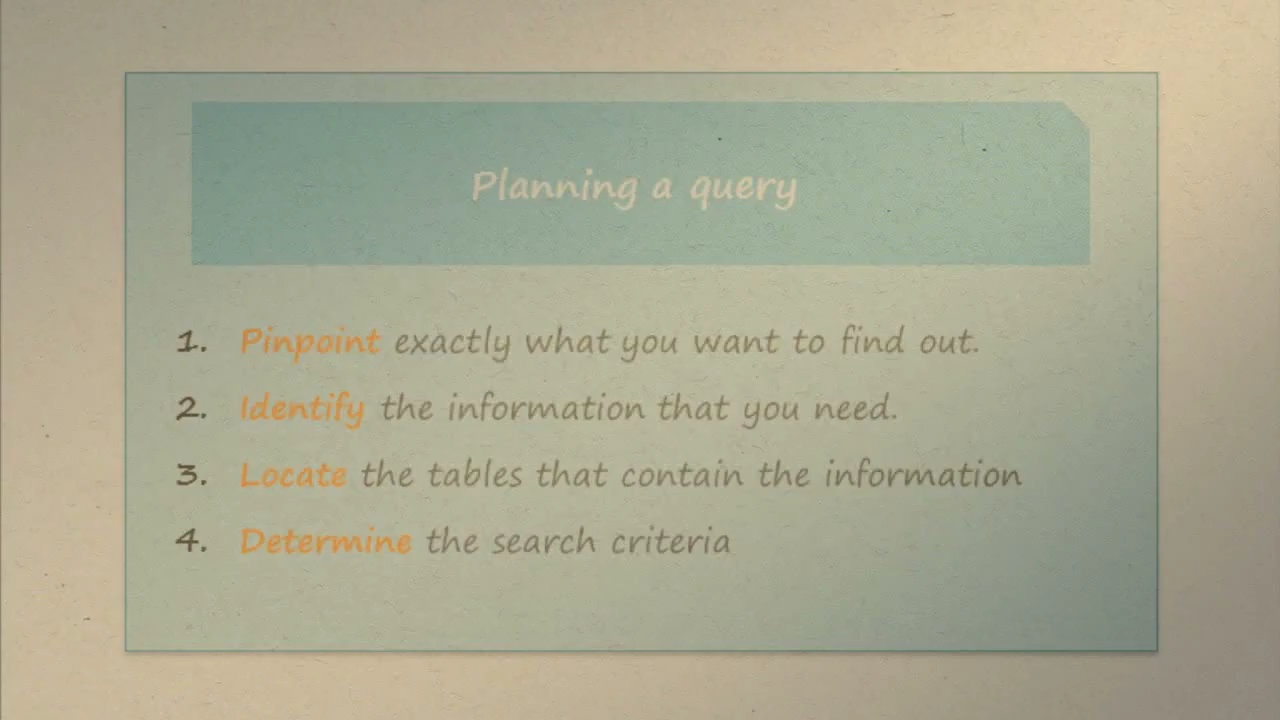 Planning a query
1. Pinpoint exactly what you want to find out.
2. Identify the information that you need.
3. Locate the tables that contain the information
4. Determine the search criteria